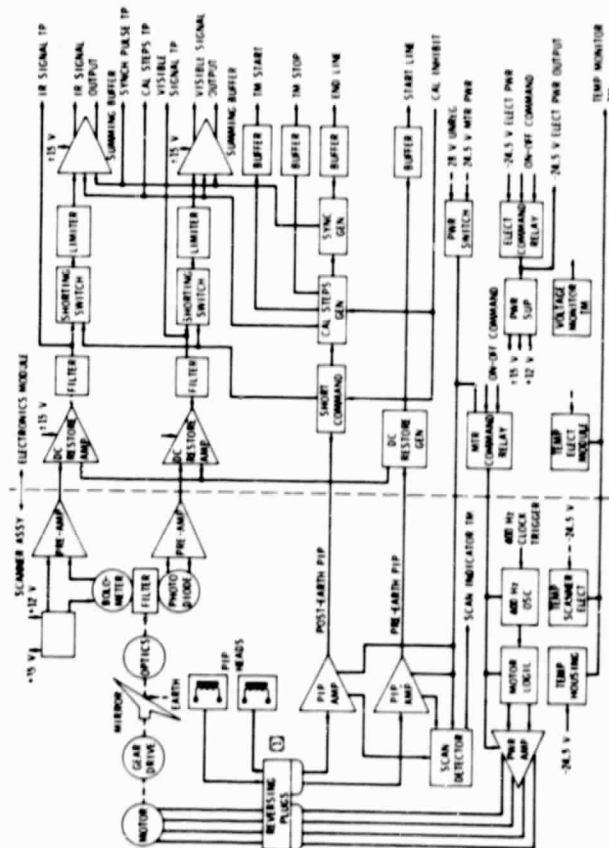 SCANNER ASSY
ELECTRONICS MODULE
+15 V
+12 V
PRE-AMP
BOLO-
METER
FILTER
PHOTO
DIODE
PRE-AMP
OPTICS
MIRROR
EARTH
GEAR
DRIVE
MOTOR
PIP
HEADS
REVERSING
PLUGS
1
POST-EARTH PIP
PRE-EARTH PIP
PIP
AMP
PIP
AMP
SCAN
DETECTOR
SCAN INDICATOR TM
±15 V
DC
RESTORE
AMP
FILTER
SHORTING
SWITCH
LIMITER
±15 V
SUMMING BUFFER
±15 V
DC
RESTORE
AMP
FILTER
SHORTING
SWITCH
LIMITER
±15 V
SUMMING BUFFER
IR SIGNAL TP
IR SIGNAL
OUTPUT
SYNCH PULSE TP
CAL STEPS TP
VISIBLE
SIGNAL TP
VISIBLE SIGNAL
OUTPUT
TM START
TM STOP
END LINE
START LINE
CAL INHIBIT
BUFFER
BUFFER
BUFFER
BUFFER
SHORT
COMMAND
CAL STEPS
GEN
SYNC
GEN
DC
RESTORE
GEN
PWR
SWITCH
-24.5 V MTR PWR
MTR
COMMAND
RELAY
ON-OFF COMMAND
±15 V
+12 V
PWR
SUP
ELECT
COMMAND
RELAY
-24.5 V ELECT PWR
ON-OFF COMMAND
-24.5 V ELECT PWR OUTPUT
VOLTAGE
MONITOR
TM
TEMP
ELECT
MODULE
TEMP MONITOR
TM
400 Hz
CLOCK
TRIGGER
400 Hz
OSC
MOTOR
LOGIC
PWR
AMP
TEMP
SCANNER
ELECT
-24.5 V
TEMP
HOUSING
-24.5 V